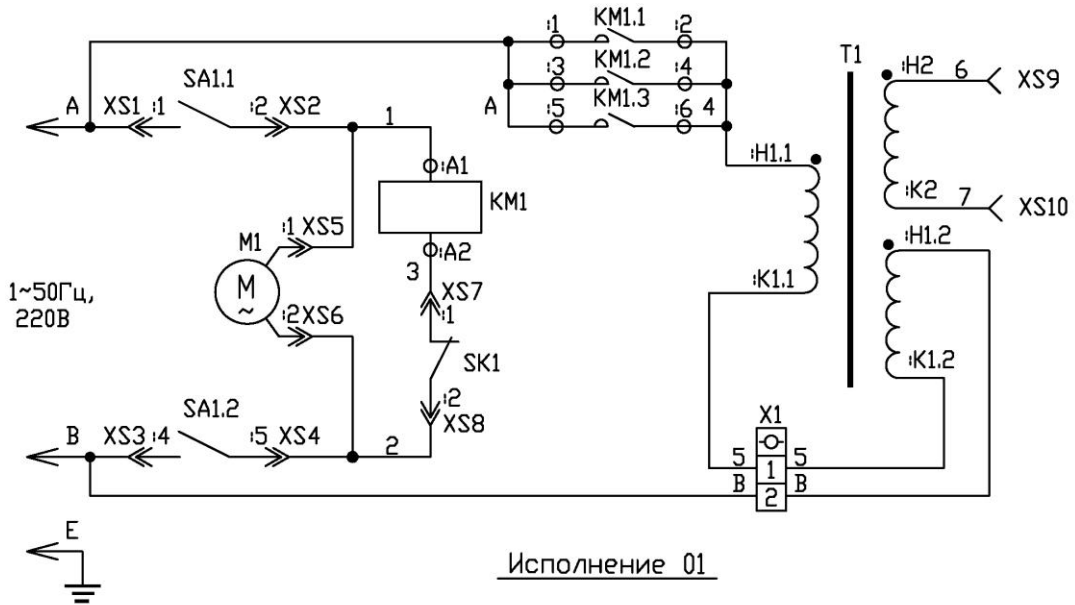 :1 KM1.1 :2
:3 KM1.2 :4
A :5 KM1.3 :6 4
T1
:H2 6 XS9
:K2 7 XS10
A XS1 :1 SA1.1 :2 XS2 1
:A1
KM1
:A2
3
XS7
:1
SK1
:2
XS8
M1 :1 XS5
M
~
:2 XS6
1~50Гц,
220В
:H1.1
:K1.1
:H1.2
:K1.2
B XS3 :4 SA1.2 :5 XS4 2
X1
5 1 5
B 2 B
E
Исполнение 01